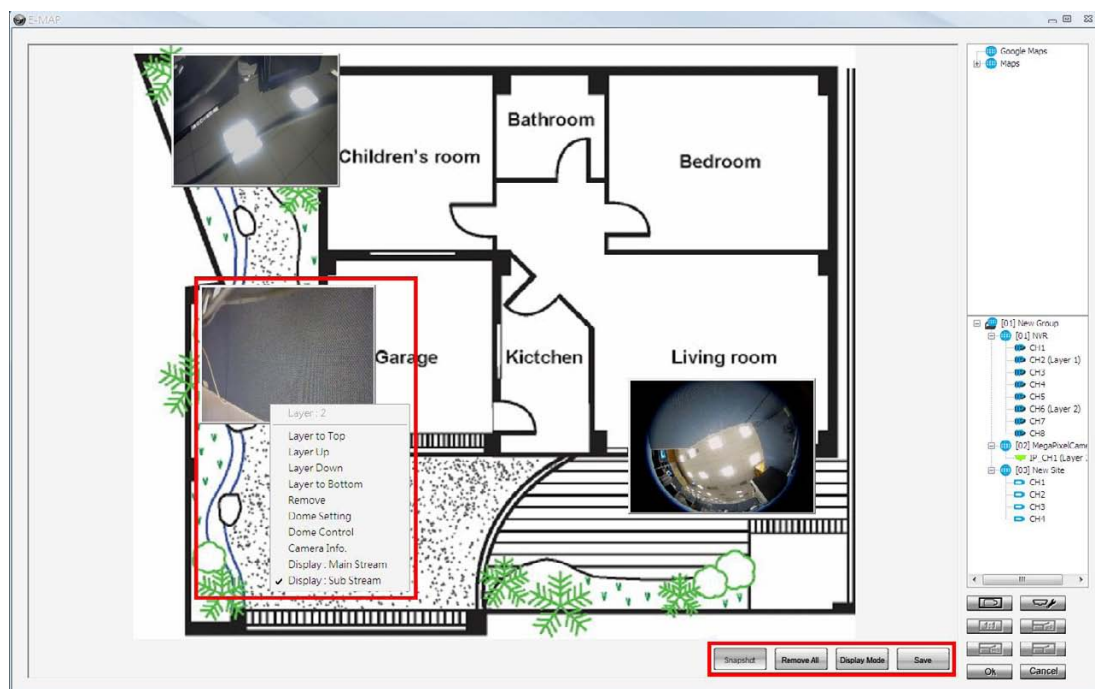 E-MAP
Google Maps
Maps
Bathroom
Children's room
Bedroom
Garage
Kictchen
Living room
Layer : 2
Layer to Top
Layer Up
Layer Down
Layer to Bottom
Remove
Dome Setting
Dome Control
Camera Info.
Display : Main Stream
✔ Display : Sub Stream
[01] New Group
[01] NVR
CH1
CH2 (Layer 1)
CH3
CH4
CH5
CH6 (Layer 2)
CH7
CH8
[02] MegaPixelCame
IP_CH1 (Layer
[03] New Site
CH1
CH2
CH3
CH4
Snapshot
Remove All
Display Mode
Save
Ok
Cancel